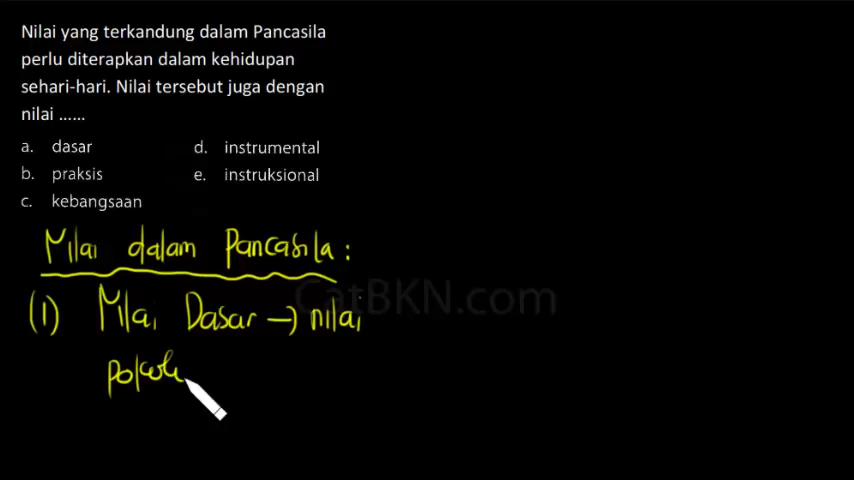 Nilai yang terkandung dalam Pancasila
perlu diterapkan dalam kehidupan
sehari-hari. Nilai tersebut juga dengan
nilai ......
a. dasar
b. praksis
c. kebangsaan
d. instrumental
e. instruksional
Nilai dalam Pancasila :
CatBKN.com
(1) Nilai Dasar → nilai
pokok